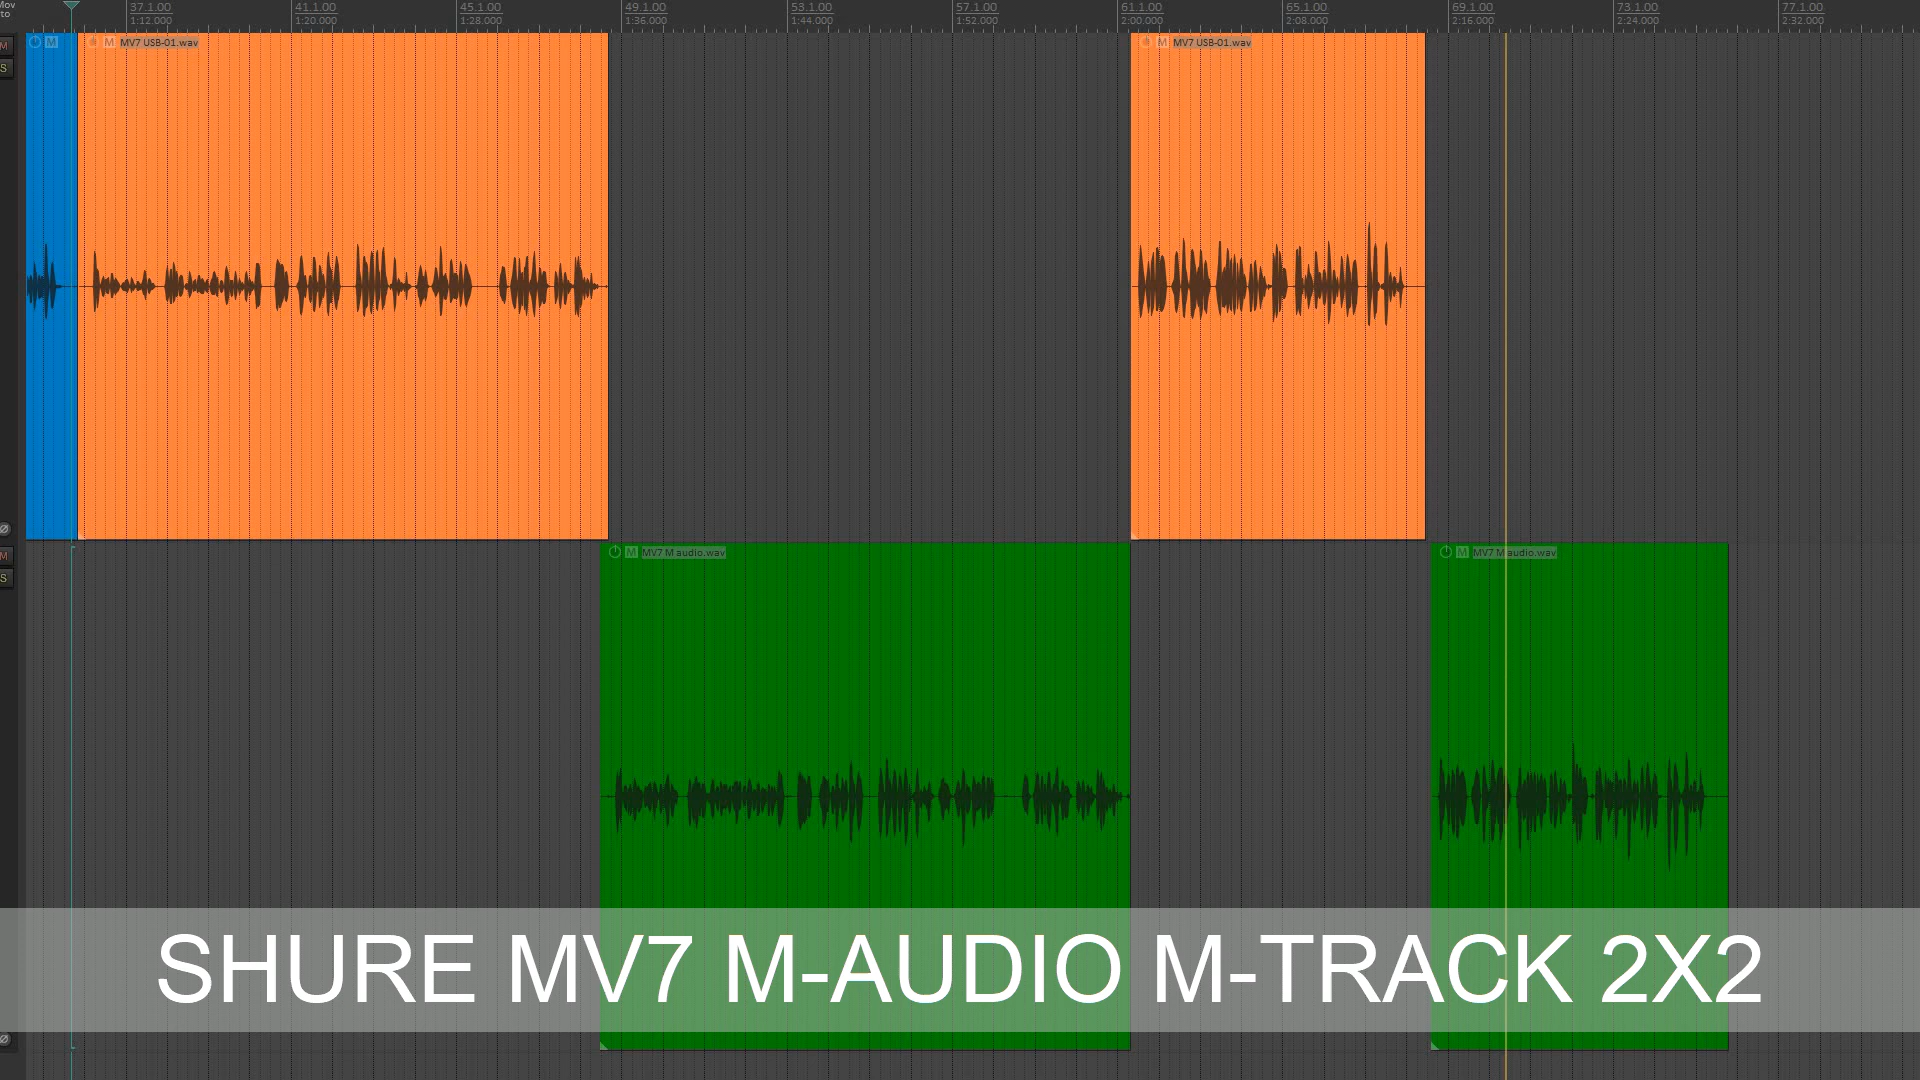 Mov
to
37.1.00 41.1.00 45.1.00 49.1.00 53.1.00 57.1.00 61.1.00 65.1.00 69.1.00 73.1.00 77.1.00
1:12.000 1:20.000 1:28.000 1:36.000 1:44.000 1:52.000 2:00.000 2:08.000 2:16.000 2:24.000 2:32.000
M M M MV7 USB-01.wav M MV7 USB-01.wav
S
M M MV7 M audio.wav M MV7 M audio.wav
S
SHURE MV7 M-AUDIO M-TRACK 2X2